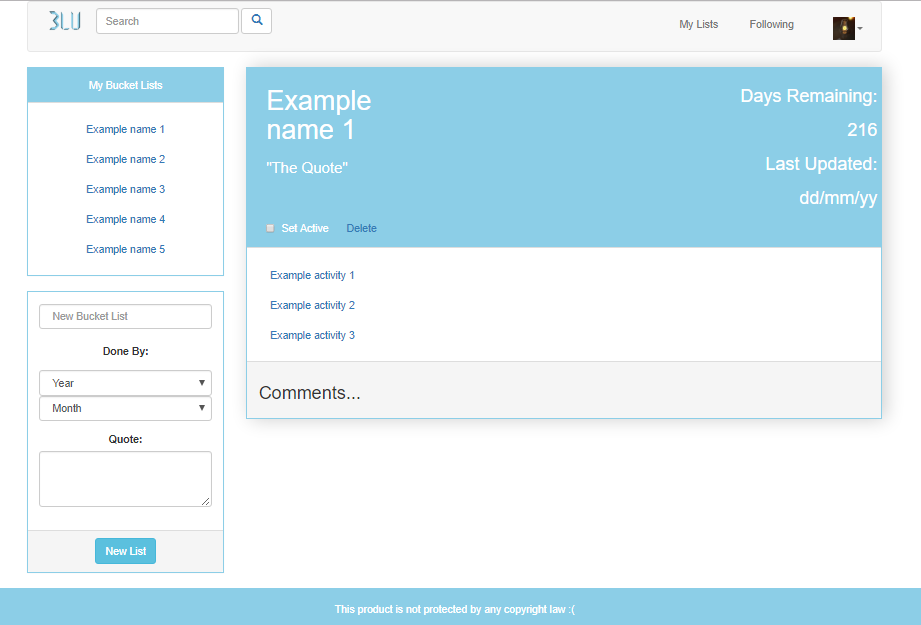 BLU
Search
My Lists
Following
My Bucket Lists
Example name 1
Example name 2
Example name 3
Example name 4
Example name 5
New Bucket List
Done By:
Year
Month
Quote:
New List
Example
name 1
"The Quote"
Set Active
Delete
Days Remaining:
216
Last Updated:
dd/mm/yy
Example activity 1
Example activity 2
Example activity 3
Comments...
This product is not protected by any copyright law :(